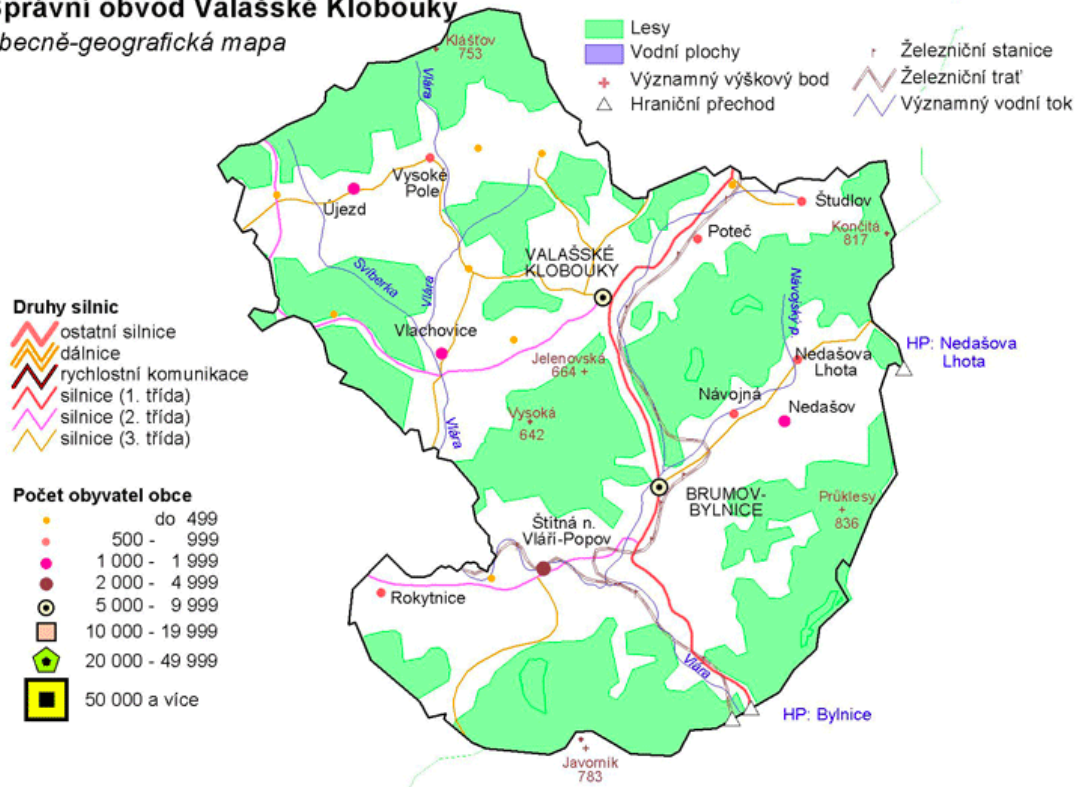 Správní obvod Valašské Klobouky
becně-geografická mapa
Lesy
Vodní plochy
Významný výškový bod
Hraniční přechod
Železniční stanice
Železniční trať
Významný vodní tok
Klášťov
753
Vlára
Vysoké
Pole
Újezd
Svíberka
Vlára
VALAŠSKÉ
KLOBOUKY
Poteč
Študlov
Končitá
817
Návojský p.
Vlachovice
Jelenovská
664
Nedašova
Lhota
HP: Nedašova
Lhota
Návojná
Nedašov
Vysoká
642
Vlára
BRUMOV-
BYLNICE
Průklesy
836
Štítná n.
Vláří-Popov
Rokytnice
Vlára
HP: Bylnice
Javorník
783
Druhy silnic
ostatní silnice
dálnice
rychlostní komunikace
silnice (1. třída)
silnice (2. třída)
silnice (3. třída)
Počet obyvatel obce
do 499
500 - 999
1 000 - 1 999
2 000 - 4 999
5 000 - 9 999
10 000 - 19 999
20 000 - 49 999
50 000 a více